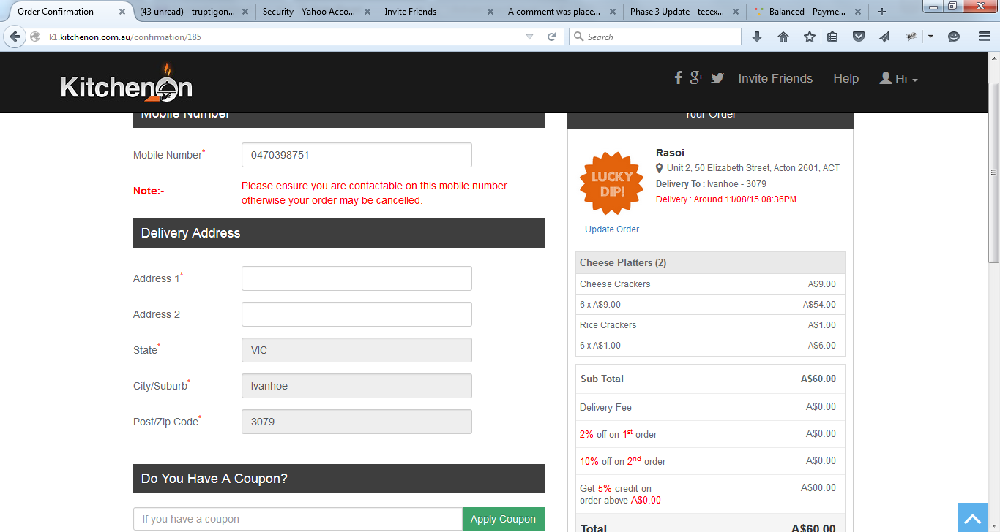 Order Confirmation
(43 unread) - truptigon...
Security - Yahoo Acco...
Invite Friends
A comment was place...
Phase 3 Update - tecex...
Balanced - Payme...
k1.kitchenon.com.au/confirmation/185
Search
KitchenOn
Invite Friends
Help
Hi
Mobile Number
Mobile Number*
0470398751
Note:-
Please ensure you are contactable on this mobile number
otherwise your order may be cancelled.
Delivery Address
Address 1*
Address 2
State*
VIC
City/Suburb*
Ivanhoe
Post/Zip Code*
3079
Do You Have A Coupon?
If you have a coupon
Apply Coupon
Your Order
LUCKY
DIP!
Update Order
Rasoi
Unit 2, 50 Elizabeth Street, Acton 2601, ACT
Delivery To : Ivanhoe - 3079
Delivery : Around 11/08/15 08:36PM
Cheese Platters (2)
Cheese Crackers A$9.00
6 x A$9.00 A$54.00
Rice Crackers A$1.00
6 x A$1.00 A$6.00
Sub Total A$60.00
Delivery Fee A$0.00
2% off on 1st order A$0.00
10% off on 2nd order A$0.00
Get 5% credit on A$00.00
order above A$0.00
Total A$60.00